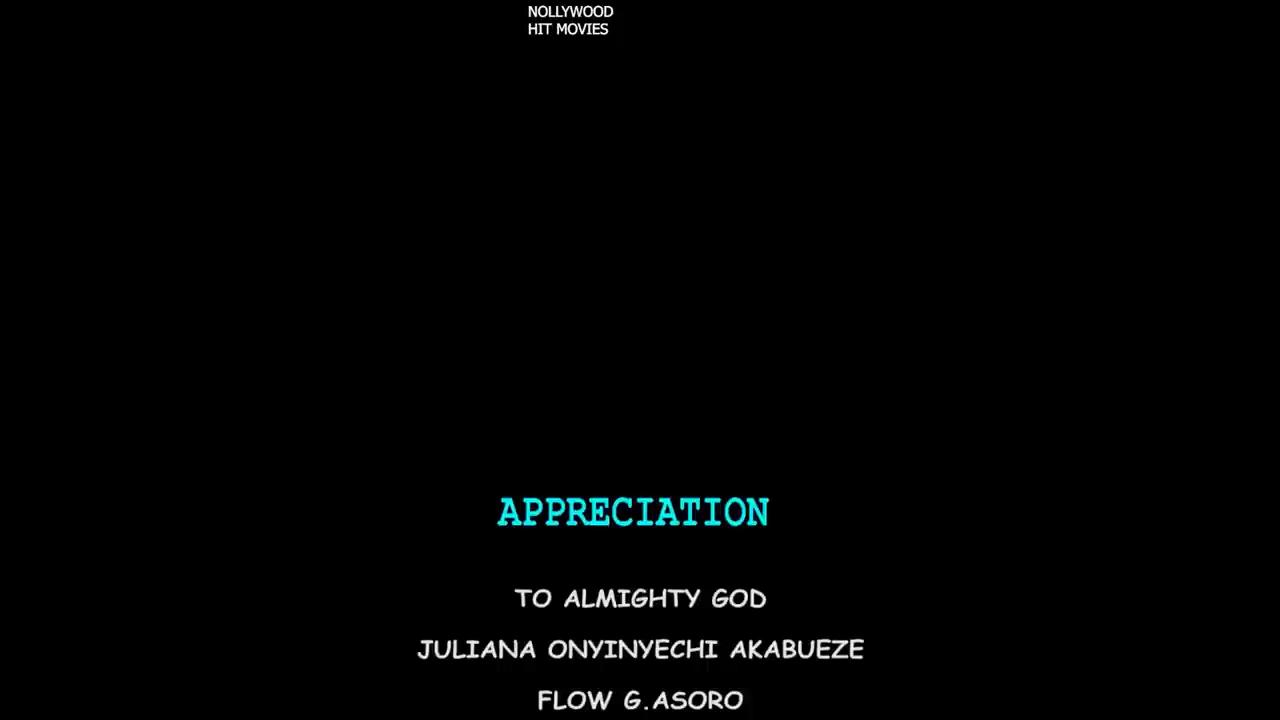 NOLLYWOOD
HIT MOVIES
APPRECIATION
TO ALMIGHTY GOD
JULIANA ONYINYECHI AKABUEZE
FLOW G.ASORO